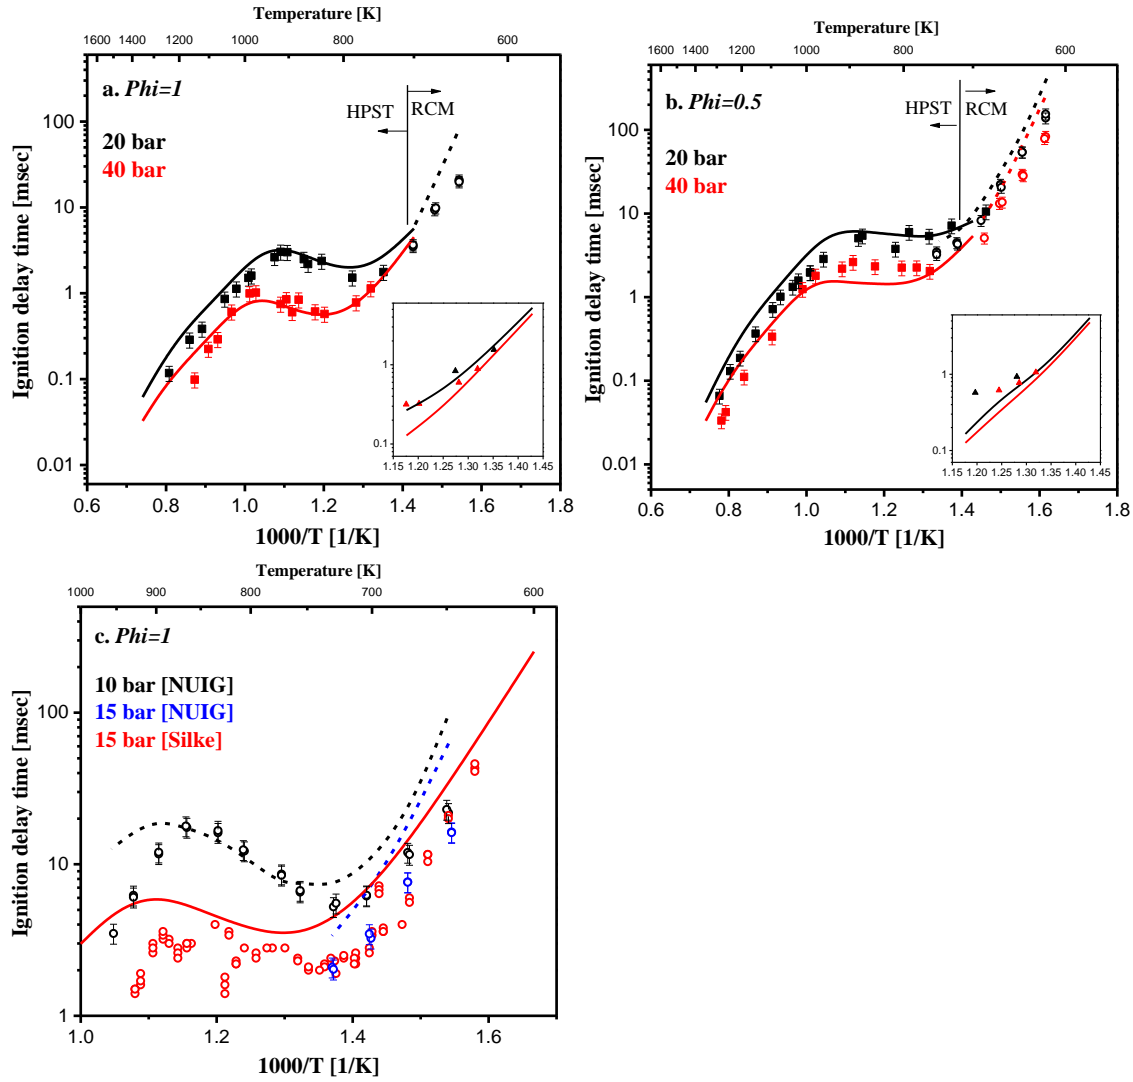 Temperature [K]
1600 1400 1200 1000 800 600
a. Phi=1
HPST RCM
20 bar
40 bar
Ignition delay time [msec]
100
10
1
0.1
0.01
1
0.1
1.15 1.20 1.25 1.30 1.35 1.40 1.45
0.6 0.8 1.0 1.2 1.4 1.6 1.8
1000/T [1/K]
Temperature [K]
1600 1400 1200 1000 800 600
b. Phi=0.5
HPST RCM
20 bar
40 bar
Ignition delay time [msec]
100
10
1
0.1
0.01
1
0.1
1.15 1.20 1.25 1.30 1.35 1.40 1.45
0.6 0.8 1.0 1.2 1.4 1.6 1.8
1000/T [1/K]
Temperature [K]
1000 900 800 700 600
c. Phi=1
10 bar [NUIG]
15 bar [NUIG]
15 bar [Silke]
Ignition delay time [msec]
100
10
1
1.0 1.2 1.4 1.6
1000/T [1/K]